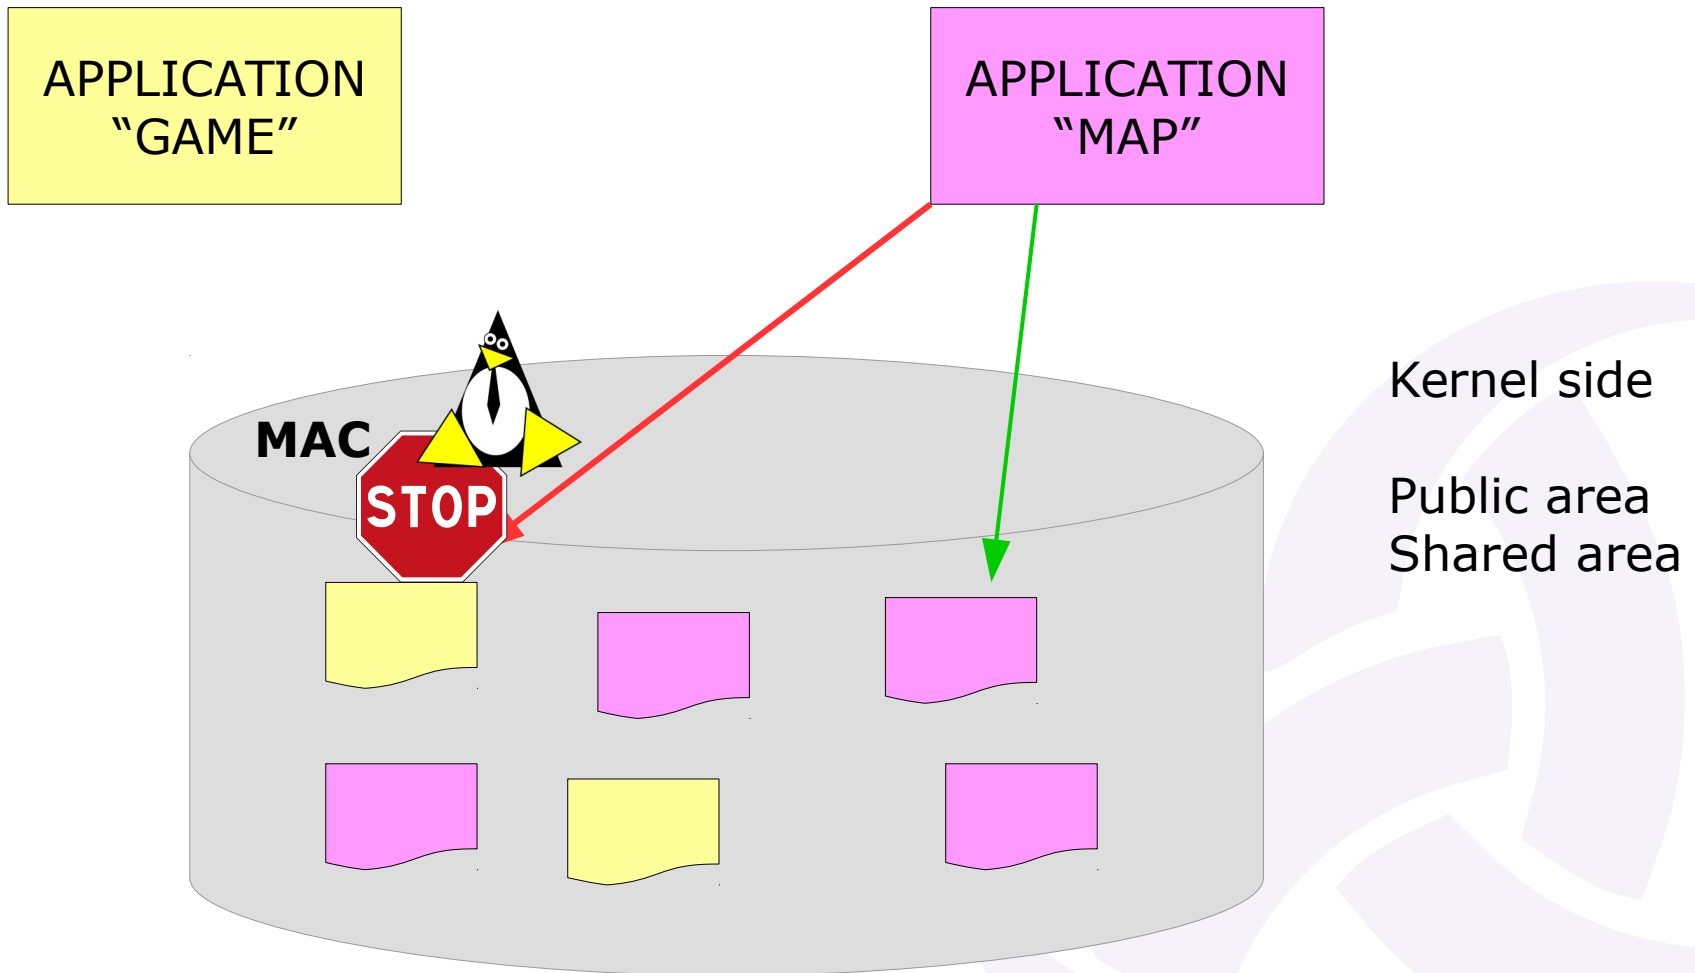 APPLICATION
“GAME”
APPLICATION
“MAP”
Kernel side
MAC
STOP
Public area
Shared area